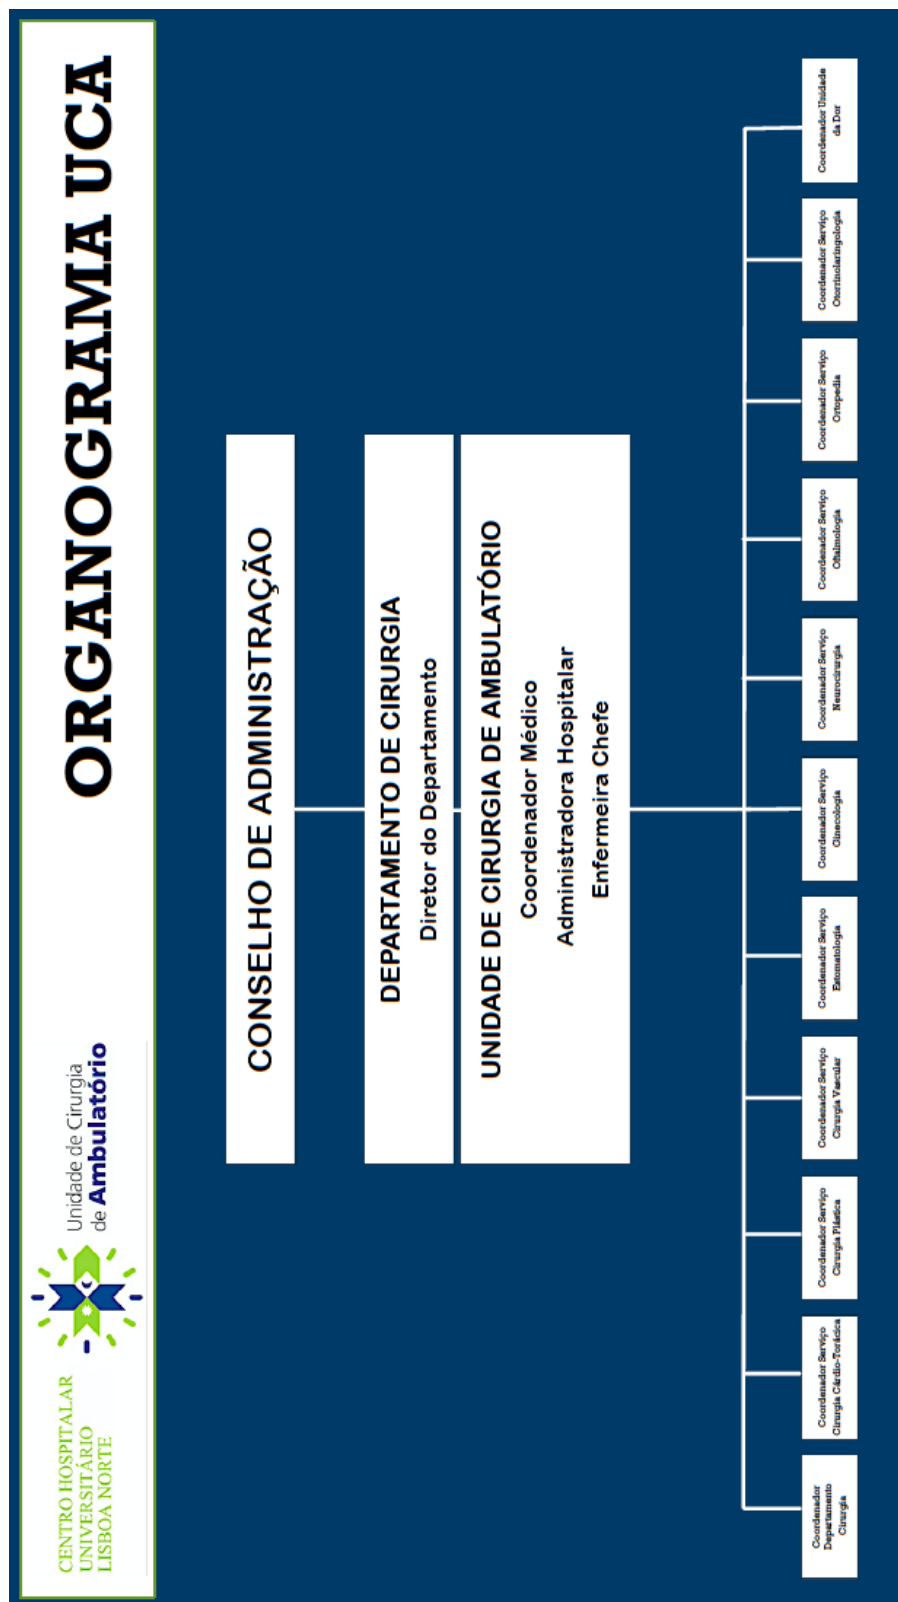 CENTRO HOSPITALAR
UNIVERSITÁRIO
LISBOA NORTE
Unidade de Cirurgia
de Ambulatório
ORGANOGRAMA UCA
CONSELHO DE ADMINISTRAÇÃO
DEPARTAMENTO DE CIRURGIA
Diretor do Departamento
UNIDADE DE CIRURGIA DE AMBULATÓRIO
Coordenador Médico
Administradora Hospitalar
Enfermeira Chefe
Coordenador
Departamento
Cirurgia
Coordenador Serviço
Cirurgia Cárdio-Torácica
Coordenador Serviço
Cirurgia Plástica
Coordenador Serviço
Cirurgia Vascular
Coordenador Serviço
Estomatologia
Coordenador Serviço
Ginecologia
Coordenador Serviço
Neurocirurgia
Coordenador Serviço
Oftalmologia
Coordenador Serviço
Ortopedia
Coordenador Serviço
Otorrinolaringologia
Coordenador Unidade
da Dor